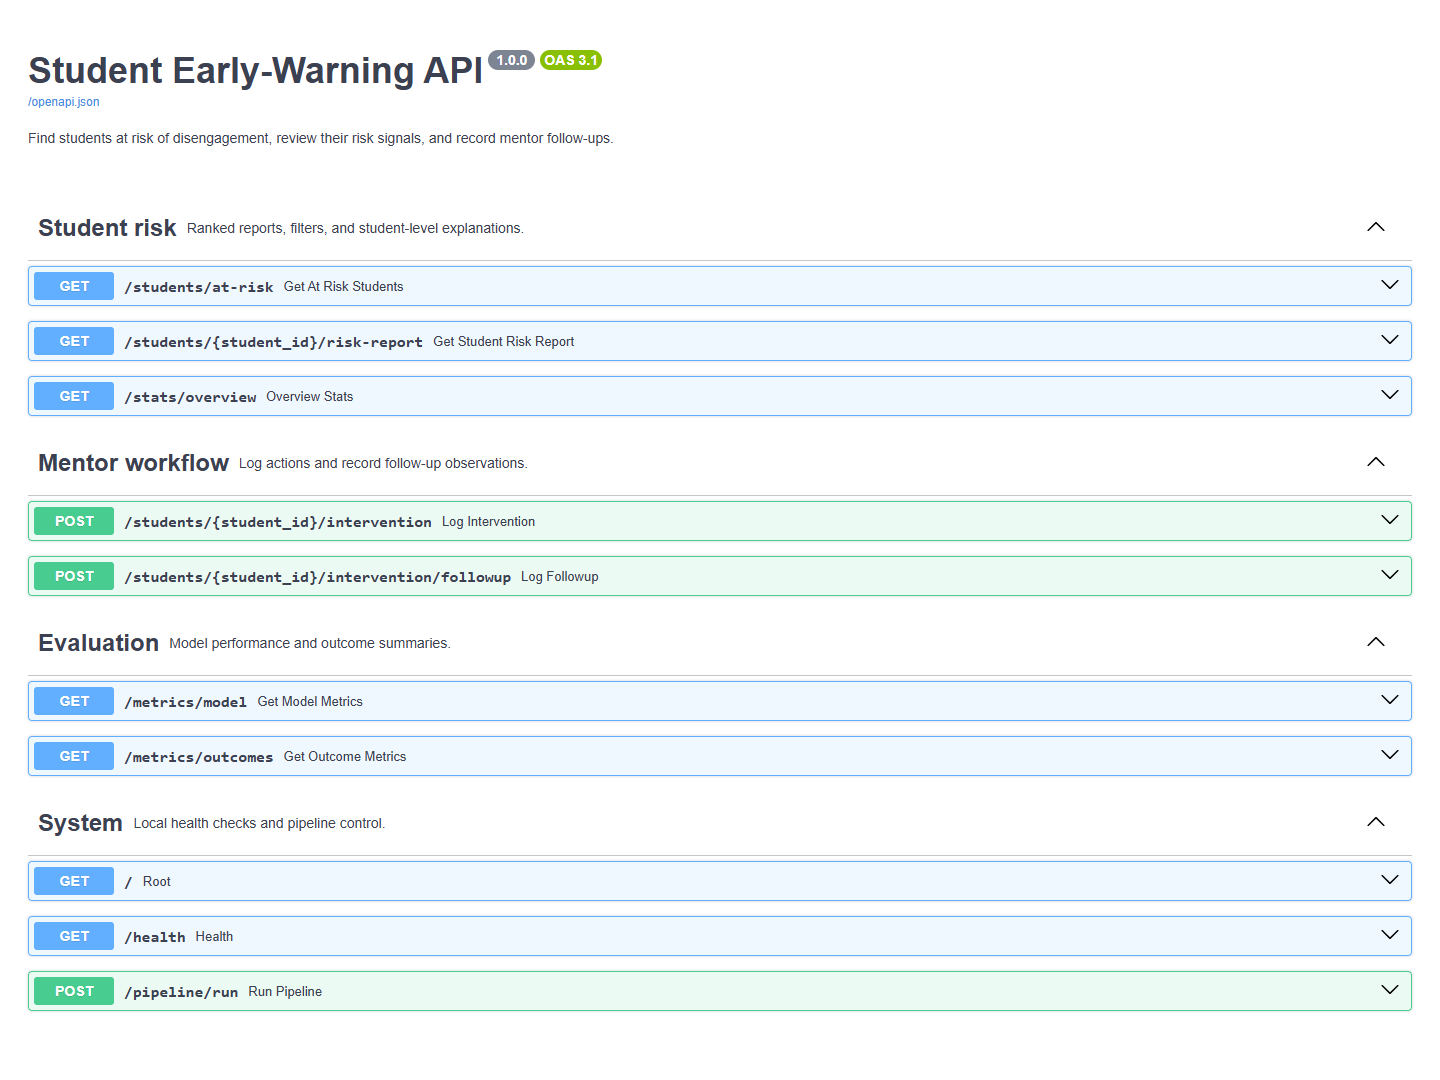 Student Early-Warning API 1.0.0 OAS 3.1
/openapi.json
Find students at risk of disengagement, review their risk signals, and record mentor follow-ups.
Student risk Ranked reports, filters, and student-level explanations.
GET /students/at-risk Get At Risk Students
GET /students/{student_id}/risk-report Get Student Risk Report
GET /stats/overview Overview Stats
Mentor workflow Log actions and record follow-up observations.
POST /students/{student_id}/intervention Log Intervention
POST /students/{student_id}/intervention/followup Log Followup
Evaluation Model performance and outcome summaries.
GET /metrics/model Get Model Metrics
GET /metrics/outcomes Get Outcome Metrics
System Local health checks and pipeline control.
GET / Root
GET /health Health
POST /pipeline/run Run Pipeline